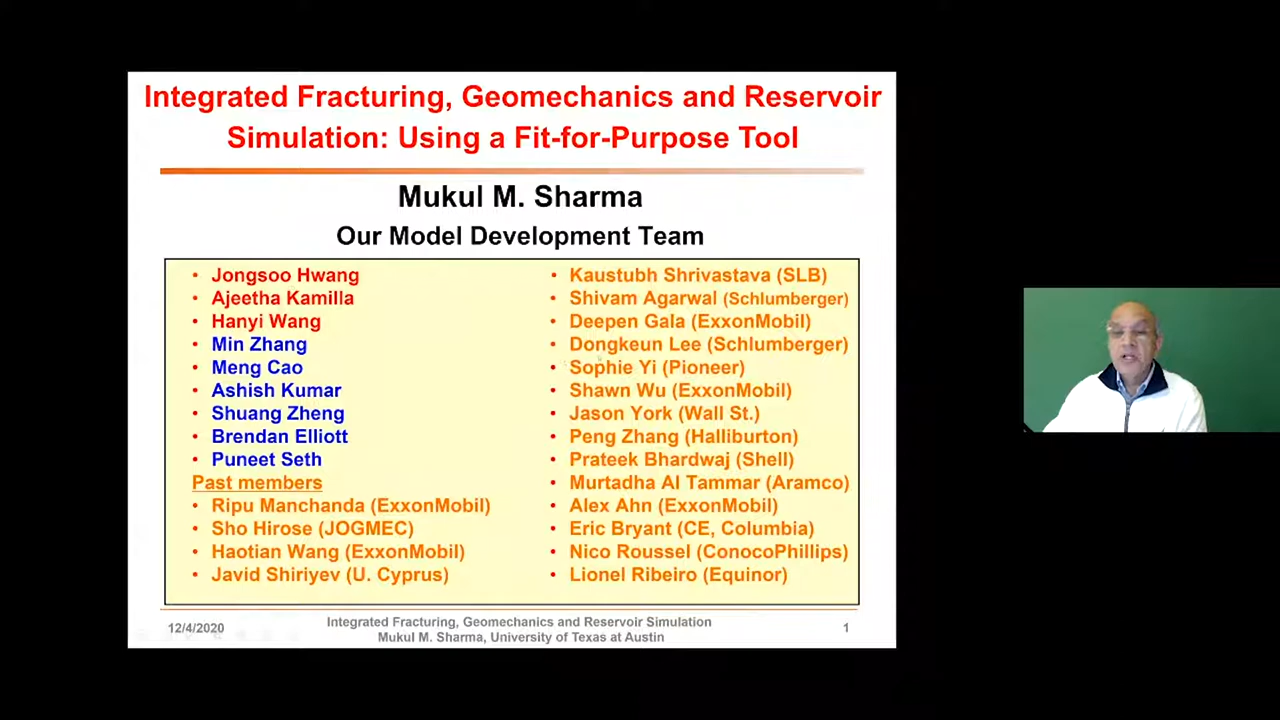 Integrated Fracturing, Geomechanics and Reservoir
Simulation: Using a Fit-for-Purpose Tool
Mukul M. Sharma
Our Model Development Team
• Jongsoo Hwang
• Ajeetha Kamilla
• Hanyi Wang
• Min Zhang
• Meng Cao
• Ashish Kumar
• Shuang Zheng
• Brendan Elliott
• Puneet Seth
Past members
• Ripu Manchanda (ExxonMobil)
• Sho Hirose (JOGMEC)
• Haotian Wang (ExxonMobil)
• Javid Shiriyev (U. Cyprus)
• Kaustubh Shrivastava (SLB)
• Shivam Agarwal (Schlumberger)
• Deepen Gala (ExxonMobil)
• Dongkeun Lee (Schlumberger)
• Sophie Yi (Pioneer)
• Shawn Wu (ExxonMobil)
• Jason York (Wall St.)
• Peng Zhang (Halliburton)
• Prateek Bhardwaj (Shell)
• Murtadha Al Tammar (Aramco)
• Alex Ahn (ExxonMobil)
• Eric Bryant (CE, Columbia)
• Nico Roussel (ConocoPhillips)
• Lionel Ribeiro (Equinor)
12/4/2020
Integrated Fracturing, Geomechanics and Reservoir Simulation
Mukul M. Sharma, University of Texas at Austin
1